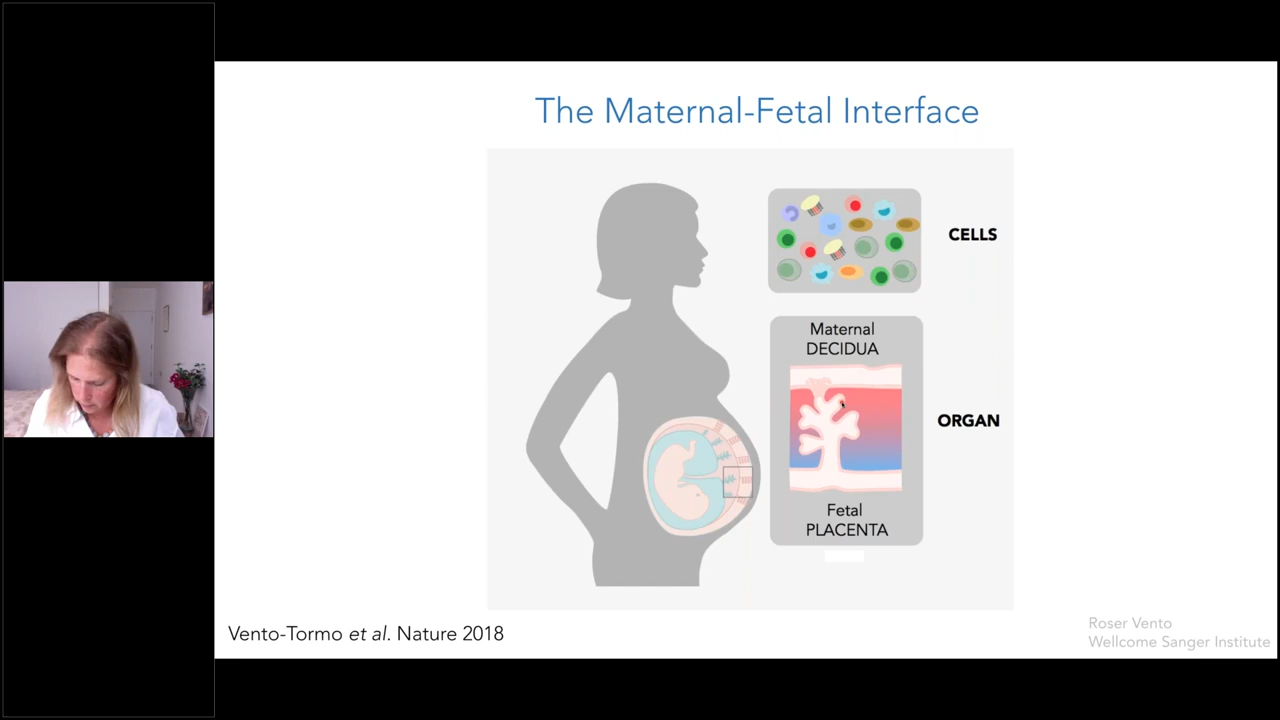 The Maternal-Fetal Interface
CELLS
Maternal
DECIDUA
ORGAN
Fetal
PLACENTA
Vento-Tormo et al. Nature 2018
Roser Vento
Wellcome Sanger Institute